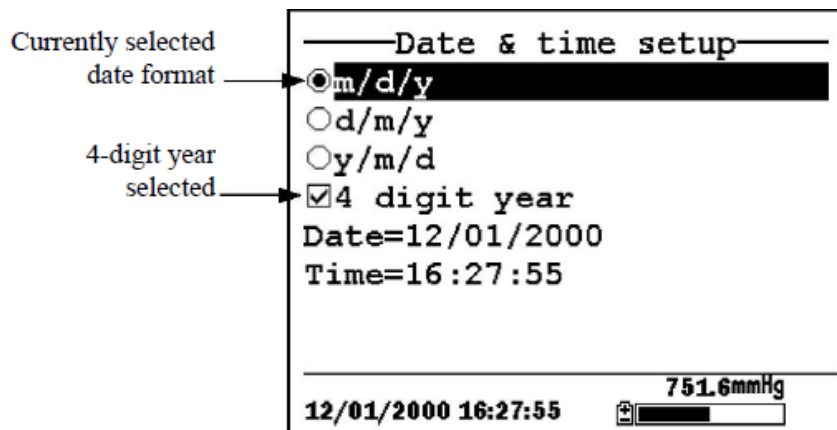 Currently selected
date format
4-digit year
selected
Date & time setup
m/d/y
d/m/y
y/m/d
4 digit year
Date=12/01/2000
Time=16:27:55
751.6mmHg
12/01/2000 16:27:55